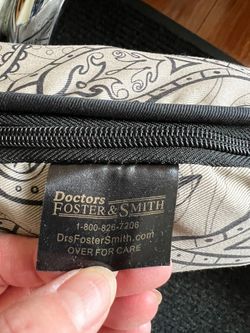 Doctors
FOSTER & SMITH
1-800-826-7206
DrsFosterSmith.com
OVER FOR CARE